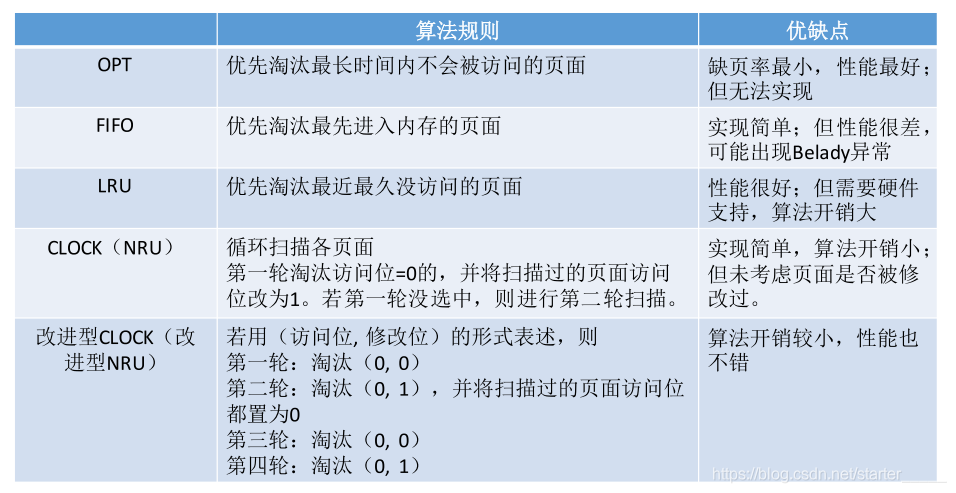 算法规则
优缺点
OPT
优先淘汰最长时间内不会被访问的页面
缺页率最小，性能最好；
但无法实现
FIFO
优先淘汰最先进入内存的页面
实现简单；但性能很差，
可能出现Belady异常
LRU
优先淘汰最近最久没访问的页面
性能很好；但需要硬件
支持，算法开销大
CLOCK（NRU）
循环扫描各页面
第一轮淘汰访问位=0的，并将扫描过的页面访问
位改为1。若第一轮没选中，则进行第二轮扫描。
实现简单，算法开销小；
但未考虑页面是否被修
改过。
改进型CLOCK（改
进型NRU）
若用（访问位, 修改位）的形式表述，则
第一轮：淘汰（0, 0）
第二轮：淘汰（0, 1），并将扫描过的页面访问位
都置为0
第三轮：淘汰（0, 0）
第四轮：淘汰（0, 1）
算法开销较小，性能也
不错
https://blog.csdn.net/starter_